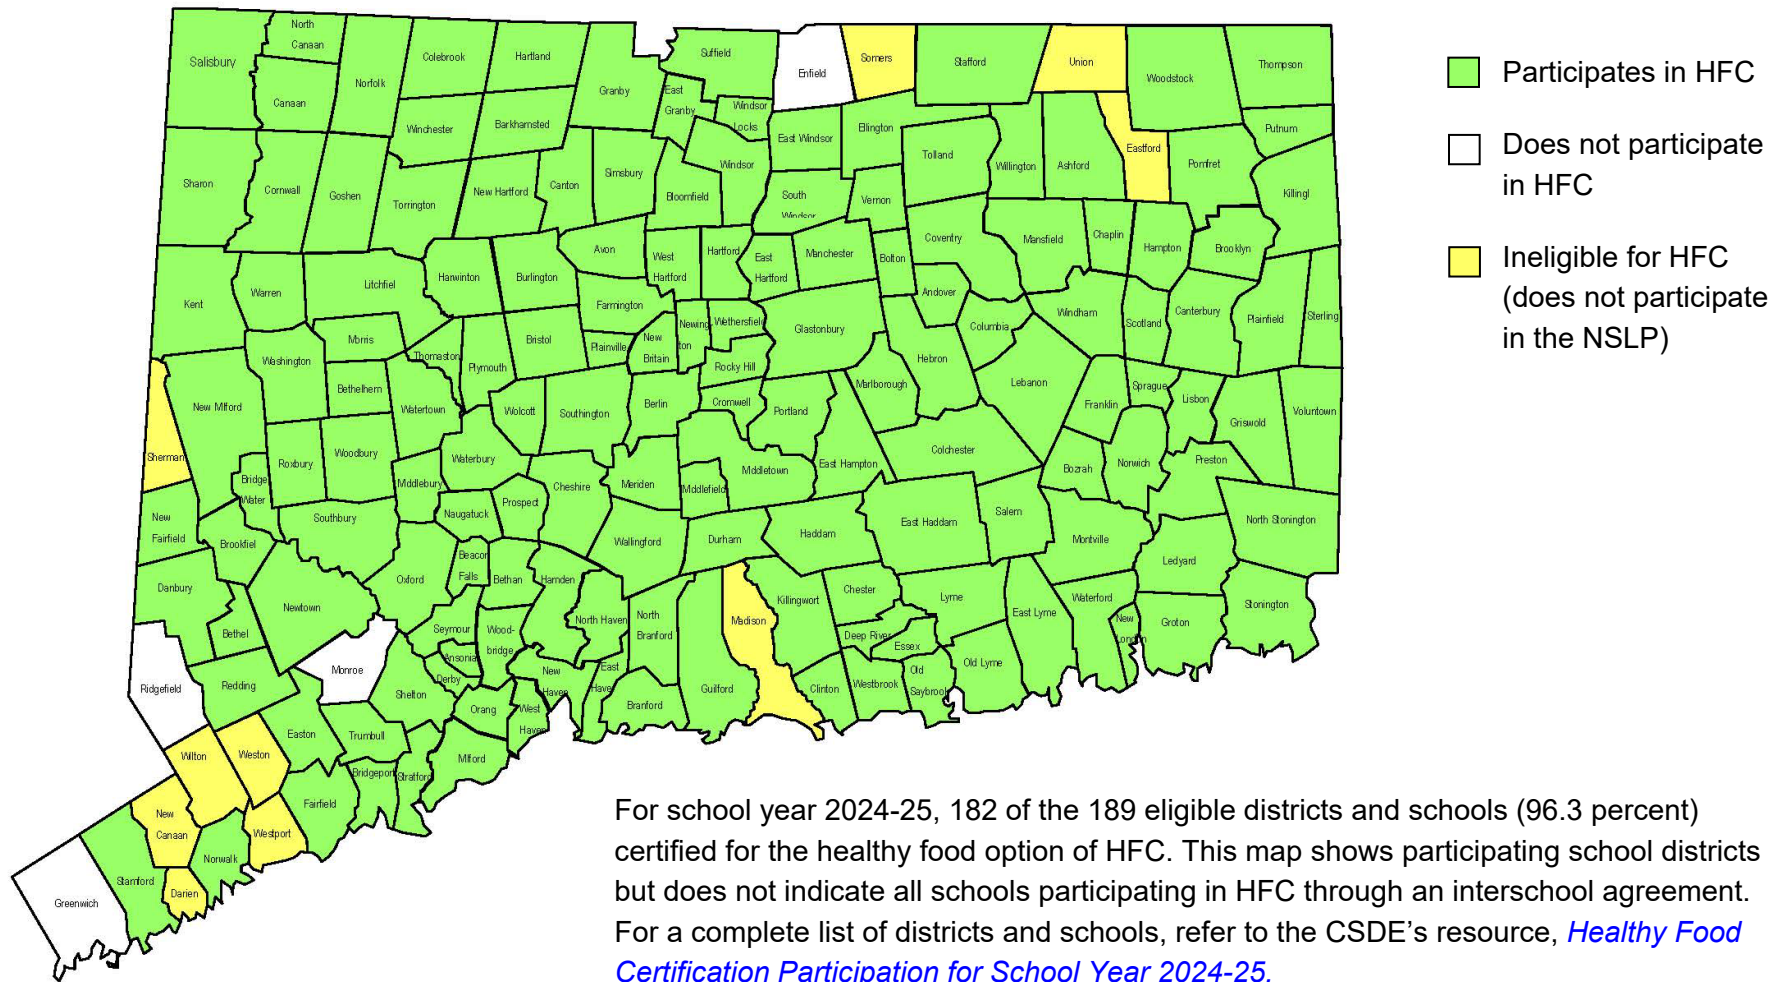 Salisbury
North
Canaan
Canaan
Norfolk
Colebrook
Hartland
Granby
Suffield
East
Granby
Windsor
Locks
Enfield
Somers
Stafford
Union
Woodstock
Thompson
Putnum
Winchester
Barkhamsted
East Windsor
Ellington
Tolland
Willington
Ashford
Eastford
Pomfret
Killingl
Sharon
Cornwall
Goshen
Torrington
New Hartford
Canton
Simsbury
Bloomfield
Windsor
South
Windsor
Vernon
Coventry
Mansfield
Chaplin
Hampton
Brooklyn
Kent
Warren
Litchfiel
Harwinton
Burlington
Avon
West
Hartford
Hartford
East
Hartford
Manchester
Bolton
Andover
Columbia
Windham
Scotland
Canterbury
Plainfield
Sterling
Morris
Washington
Bethelhem
Thomaston
Plymouth
Bristol
Farmington
Plainville
New
Britain
Newing
ton
Wethersfield
Rocky Hill
Glastonbury
Marlborough
Hebron
Lebanon
Franklin
Sprague
Lisbon
Griswold
Voluntown
Sherman
New Milford
Roxbury
Woodbury
Watertown
Wolcott
Southington
Berlin
Cromwell
Portland
East Hampton
Colchester
Bozrah
Norwich
Preston
Bridge
Water
Southbury
Middlebury
Waterbury
Naugatuck
Prospect
Cheshire
Meriden
Middlefield
Middletown
Haddam
East Haddam
Salem
Montville
North Stonington
New
Fairfield
Brookfiel
Danbury
Bethel
Newtown
Oxford
Beacon
Falls
Bethan
Hamden
Wallingford
Durham
Ledyard
Stonington
Groton
Waterford
New
London
East Lyme
Lyme
Old Lyme
Chester
Deep River
Essex
Old
Saybrook
Westbrook
Clinton
Killingwort
Madison
Guilford
North
Branford
Branford
North Haven
East
Haven
New
Haven
West
Haven
Wood-
bridge
Seymour
Ansonia
Derby
Orang
Milford
Shelton
Monroe
Ridgefield
Redding
Easton
Trumbull
Stratford
Bridgeport
Fairfield
Weston
Wilton
Westport
Norwalk
New
Canaan
Darien
Stamford
Greenwich
Participates in HFC
Does not participate
in HFC
Ineligible for HFC
(does not participate
in the NSLP)
For school year 2024-25, 182 of the 189 eligible districts and schools (96.3 percent)
certified for the healthy food option of HFC. This map shows participating school districts
but does not indicate all schools participating in HFC through an interschool agreement.
For a complete list of districts and schools, refer to the CSDE’s resource, Healthy Food
Certification Participation for School Year 2024-25.